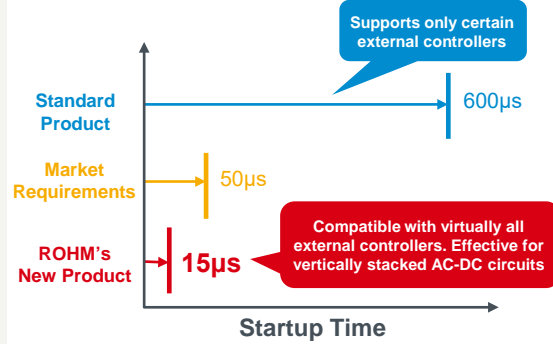 Supports only certain
external controllers
Standard
Product
600µs
Market
Requirements
50µs
ROHM's
New Product
15µs
Compatible with virtually all
external controllers. Effective for
vertically stacked AC-DC circuits
Startup Time